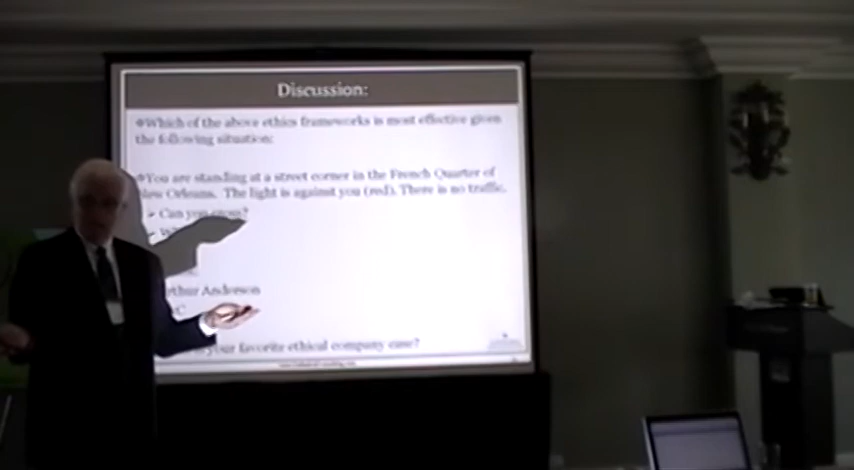 Discussion:
Which of the above ethics frameworks is most effective given
the following situation:
You are standing at a street corner in the French Quarter of
New Orleans. The light is against you (red). There is no traffic.
Can you cross?
Arthur Anderson
your favorite ethical company case?